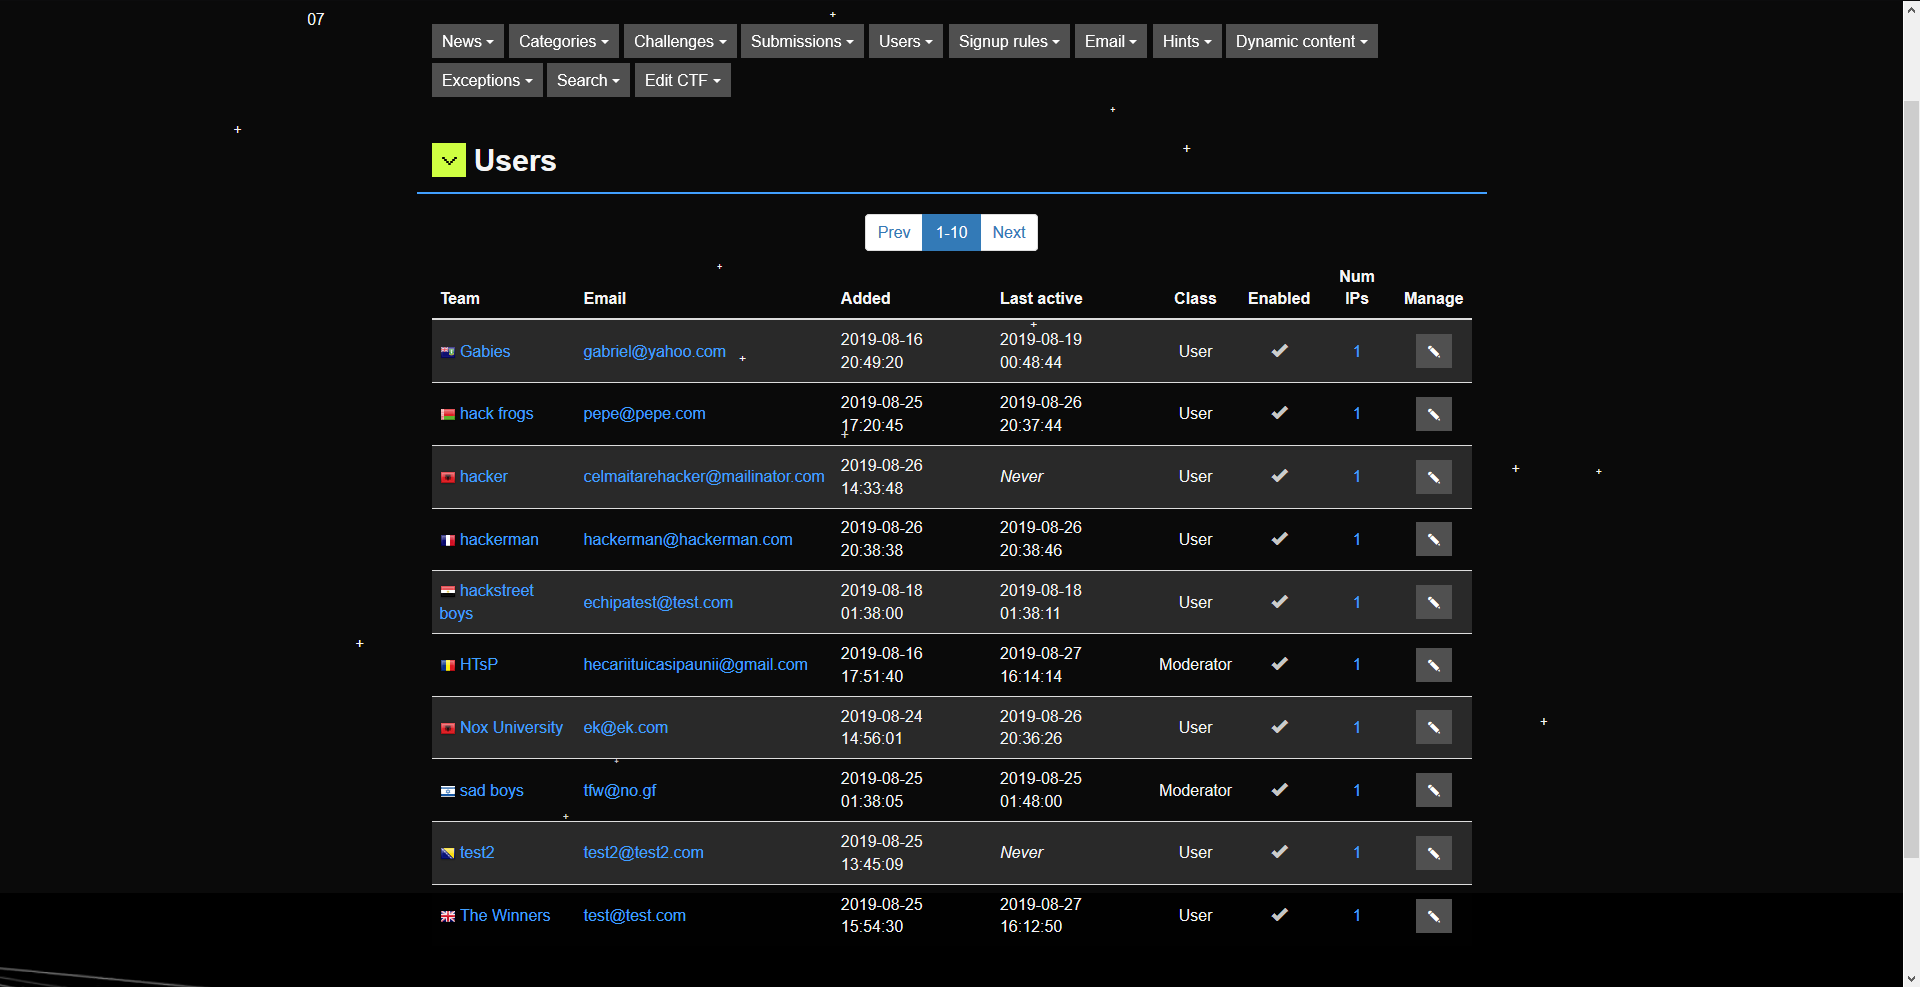 07
News Categories Challenges Submissions Users Signup rules Email Hints Dynamic content
Exceptions Search Edit CTF
Users
Prev 1-10 Next
Team Email Added Last active Class Enabled Num IPs Manage
Gabies gabriel@yahoo.com 2019-08-16 20:49:20 2019-08-19 00:48:44 User 1
hack frogs pepe@pepe.com 2019-08-25 17:20:45 2019-08-26 20:37:44 User 1
hacker celmaitarehacker@mailinator.com 2019-08-26 14:33:48 Never User 1
hackerman hackerman@hackerman.com 2019-08-26 20:38:38 2019-08-26 20:38:46 User 1
hackstreet boys echipatest@test.com 2019-08-18 01:38:00 2019-08-18 01:38:11 User 1
HTsP hecariituicasipaunii@gmail.com 2019-08-16 17:51:40 2019-08-27 16:14:14 Moderator 1
Nox University ek@ek.com 2019-08-24 14:56:01 2019-08-26 20:36:26 User 1
sad boys tfw@no.gf 2019-08-25 01:38:05 2019-08-25 01:48:00 Moderator 1
test2 test2@test2.com 2019-08-25 13:45:09 Never User 1
The Winners test@test.com 2019-08-25 15:54:30 2019-08-27 16:12:50 User 1